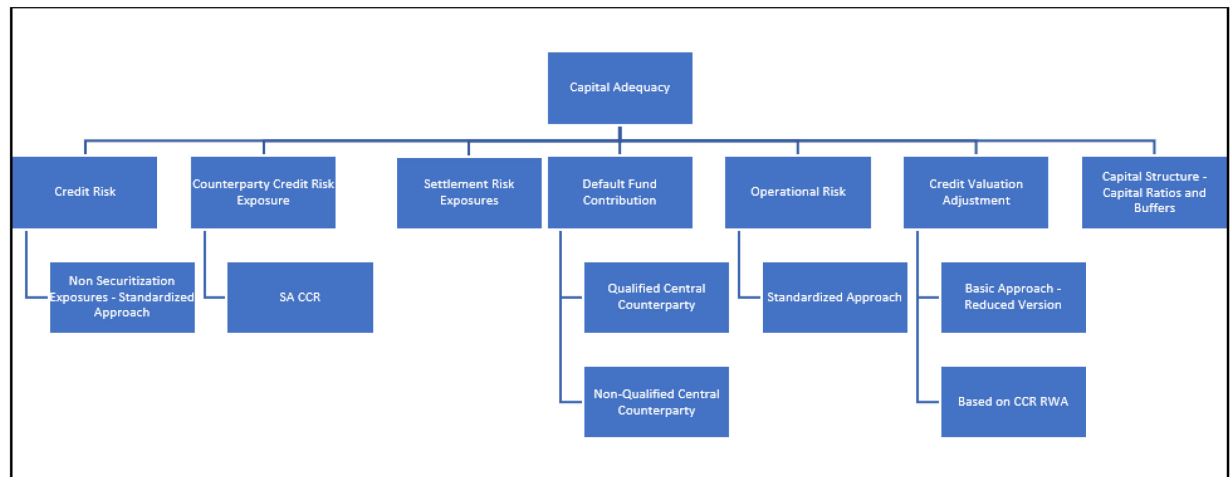 Capital Adequacy
Credit Risk
Counterparty Credit Risk
Exposure
Settlement Risk
Exposures
Default Fund
Contribution
Operational Risk
Credit Valuation
Adjustment
Capital Structure -
Capital Ratios and
Buffers
Non Securitization
Exposures - Standardized
Approach
SA CCR
Qualified Central
Counterparty
Standardized Approach
Basic Approach -
Reduced Version
Non-Qualified Central
Counterparty
Based on CCR RWA